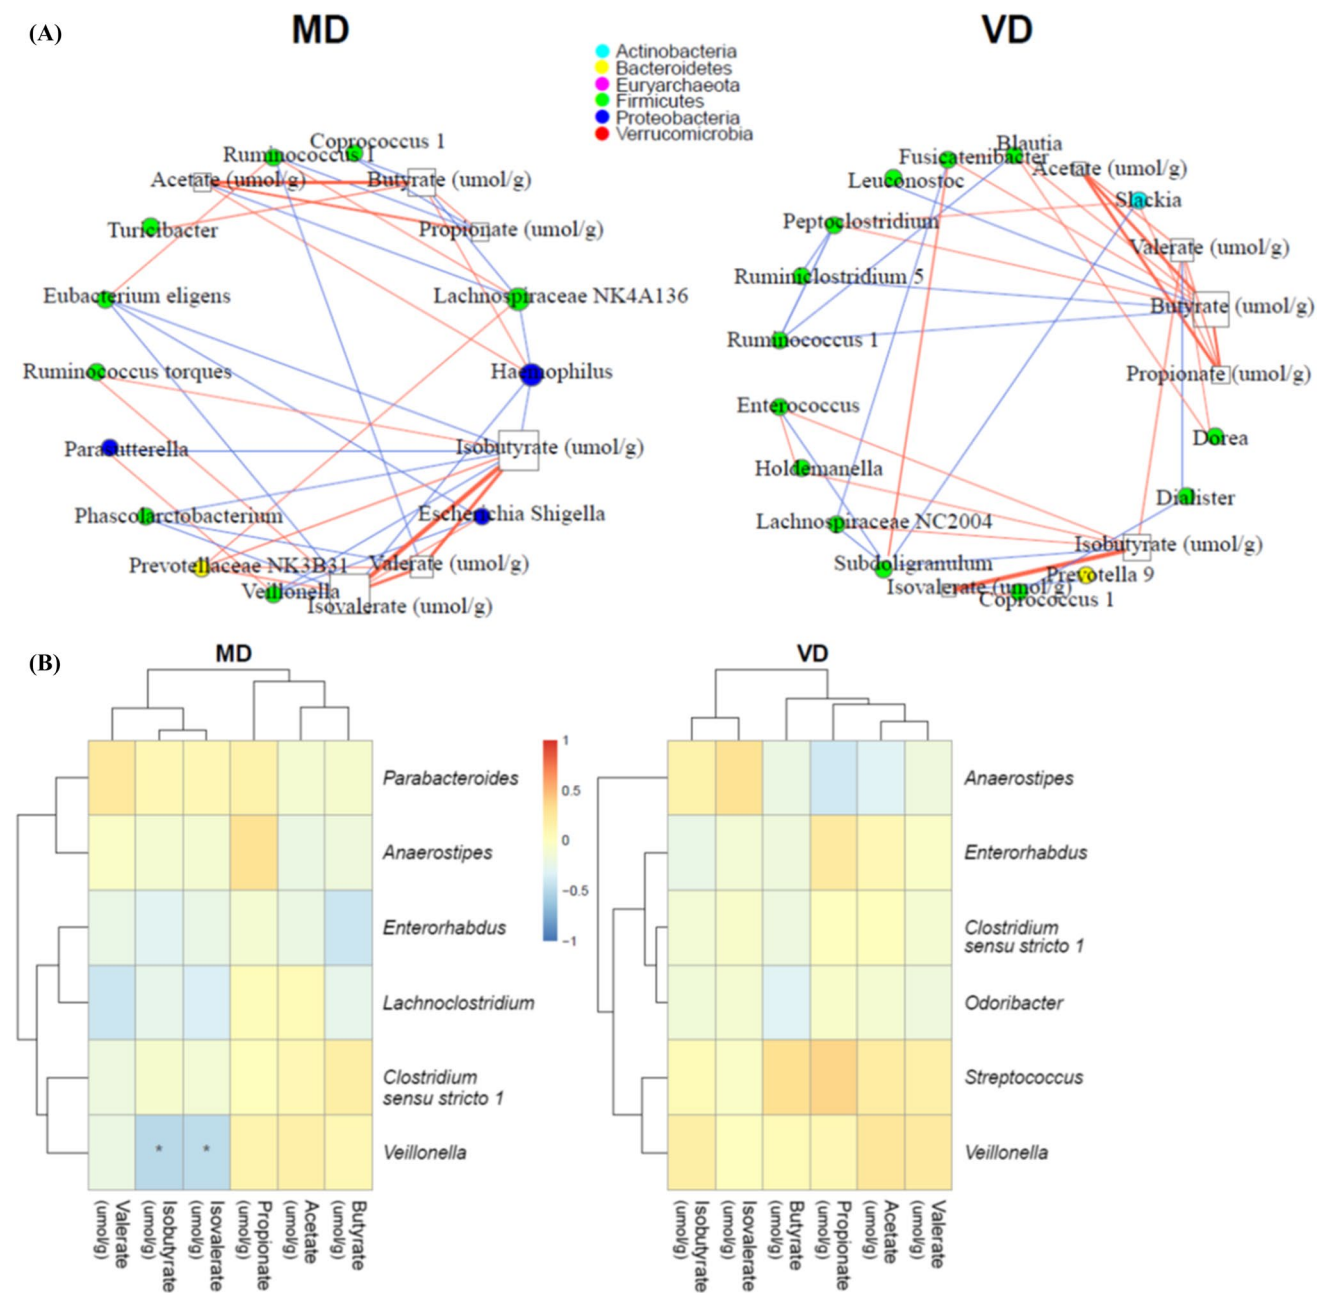 (A)
MD
VD
Actinobacteria
Bacteroidetes
Euryarchaeota
Firmicutes
Proteobacteria
Verrucomicrobia
Coprococcus 1
Ruminococcus 1
Acetate (umol/g)
Butyrate (umol/g)
Turicibacter
Propionate (umol/g)
Eubacterium eligens
Lachnospiraceae NK4A136
Ruminococcus torques
Haemophilus
Parasutterella
Isobutyrate (umol/g)
Phascolarctobacterium
Escherichia Shigella
Prevotellaceae NK3B31
Valerate (umol/g)
Veillonella
Isovalerate (umol/g)
Blautia
Fusicatenibacter
Acetate (umol/g)
Leuconostoc
Slackia
Peptoclostridium
Valerate (umol/g)
Ruminiclostridium 5
Butyrate (umol/g)
Ruminococcus 1
Propionate (umol/g)
Enterococcus
Dorea
Holdemanella
Dialister
Lachnospiraceae NC2004
Isobutyrate (umol/g)
Subdoligranulum
Prevotella 9
Isovalerate (umol/g)
Coprococcus 1
(B)
MD
VD
Parabacteroides
Anaerostipes
Enterorhabdus
Lachnoclostridium
Clostridium
sensu stricto 1
Veillonella
* *
1
0.5
0
−0.5
−1
Anaerostipes
Enterorhabdus
Clostridium
sensu stricto 1
Odoribacter
Streptococcus
Veillonella
Valerate
(umol/g)
Isobutyrate
(umol/g)
Isovalerate
(umol/g)
Propionate
(umol/g)
Acetate
(umol/g)
Butyrate
(umol/g)
Isobutyrate
(umol/g)
Isovalerate
(umol/g)
Butyrate
(umol/g)
Propionate
(umol/g)
Acetate
(umol/g)
Valerate
(umol/g)